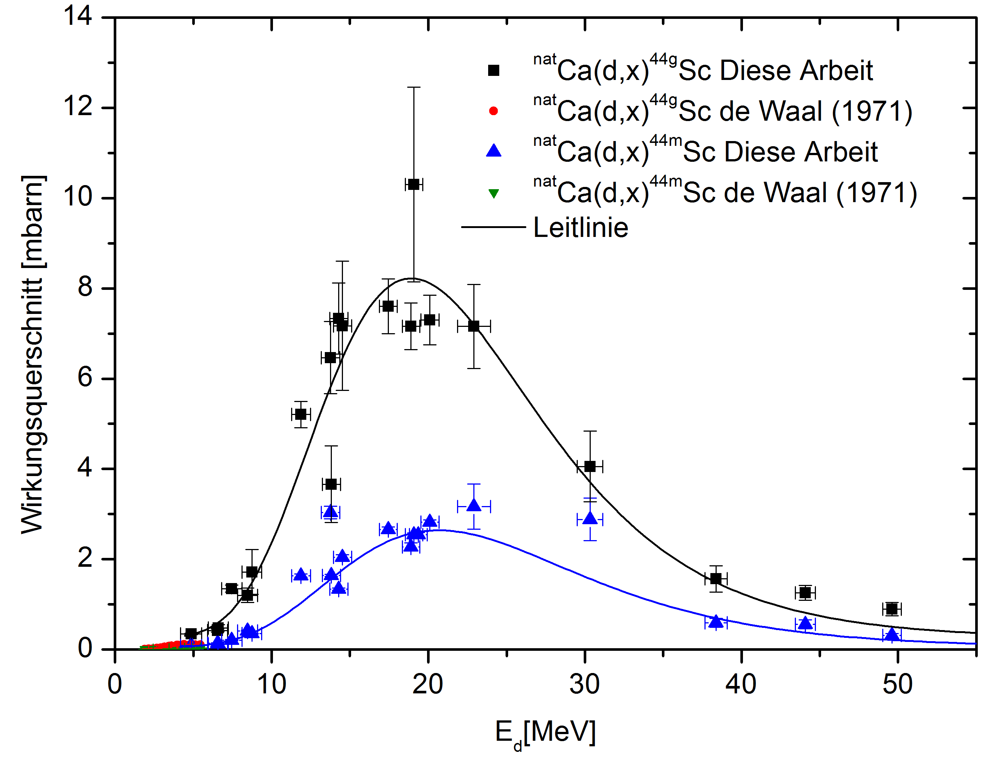 14
12
10
8
6
4
2
0
Wirkungsquerschnitt [mbarn]
natCa(d,x)44gSc Diese Arbeit
natCa(d,x)44gSc de Waal (1971)
natCa(d,x)44mSc Diese Arbeit
natCa(d,x)44mSc de Waal (1971)
Leitlinie
0 10 20 30 40 50
Ed[MeV]